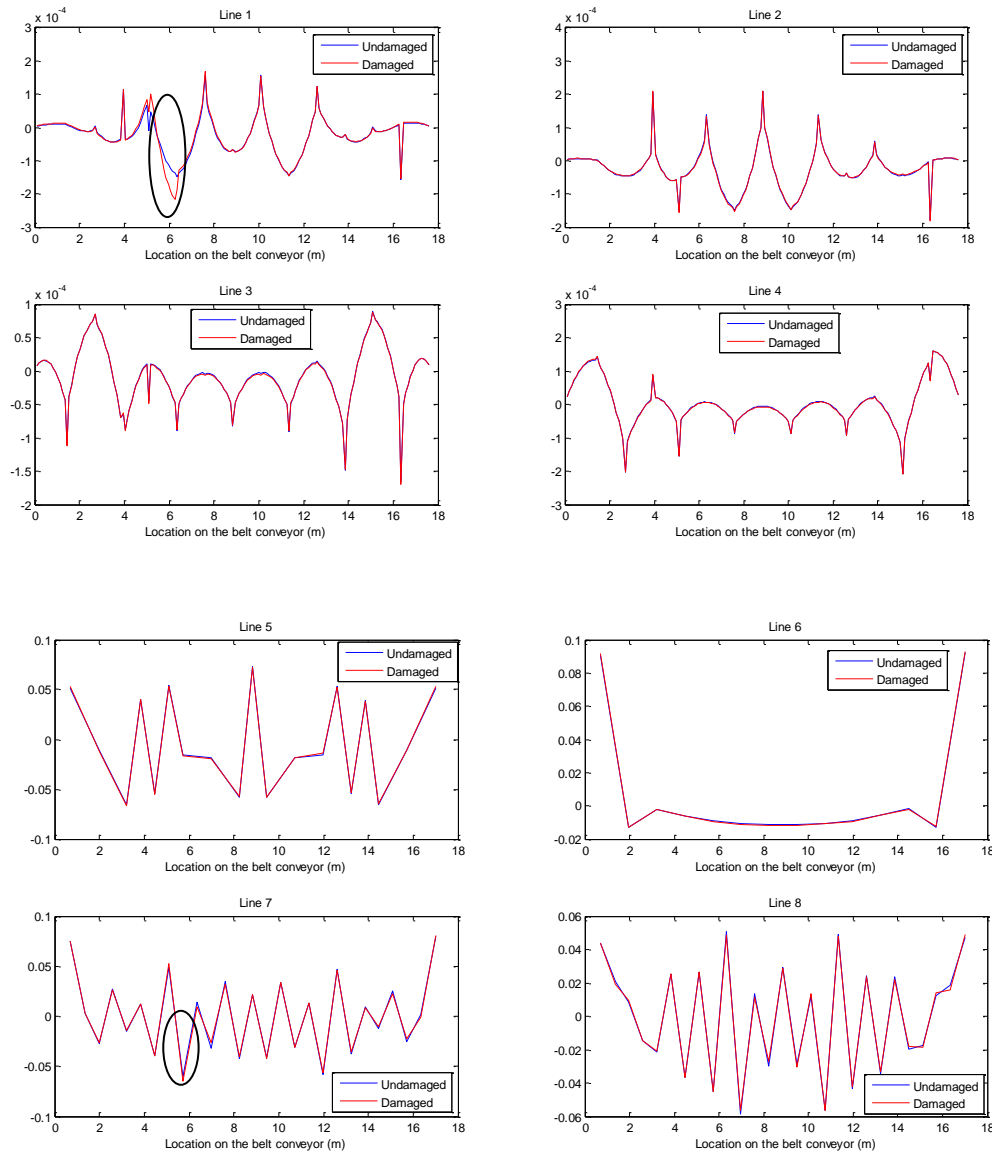 Line 1
x 10^-4
3
2
1
0
-1
-2
-3
0 2 4 6 8 10 12 14 16 18
Location on the belt conveyor (m)
Undamaged
Damaged
Line 2
x 10^-4
4
2
0
-2
0 2 4 6 8 10 12 14 16 18
Location on the belt conveyor (m)
Undamaged
Damaged
Line 3
x 10^-4
1
0.5
0
-0.5
-1
-1.5
-2
0 2 4 6 8 10 12 14 16 18
Location on the belt conveyor (m)
Undamaged
Damaged
Line 4
x 10^-4
3
2
1
0
-1
-2
-3
0 2 4 6 8 10 12 14 16 18
Location on the belt conveyor (m)
Undamaged
Damaged
Line 5
0.1
0.05
0
-0.05
-0.1
0 2 4 6 8 10 12 14 16 18
Location on the belt conveyor (m)
Undamaged
Damaged
Line 6
0.1
0.08
0.06
0.04
0.02
0
-0.02
0 2 4 6 8 10 12 14 16 18
Location on the belt conveyor (m)
Undamaged
Damaged
Line 7
0.1
0.05
0
-0.05
-0.1
0 2 4 6 8 10 12 14 16 18
Location on the belt conveyor (m)
Undamaged
Damaged
Line 8
0.06
0.04
0.02
0
-0.02
-0.04
-0.06
0 2 4 6 8 10 12 14 16 18
Location on the belt conveyor (m)
Undamaged
Damaged